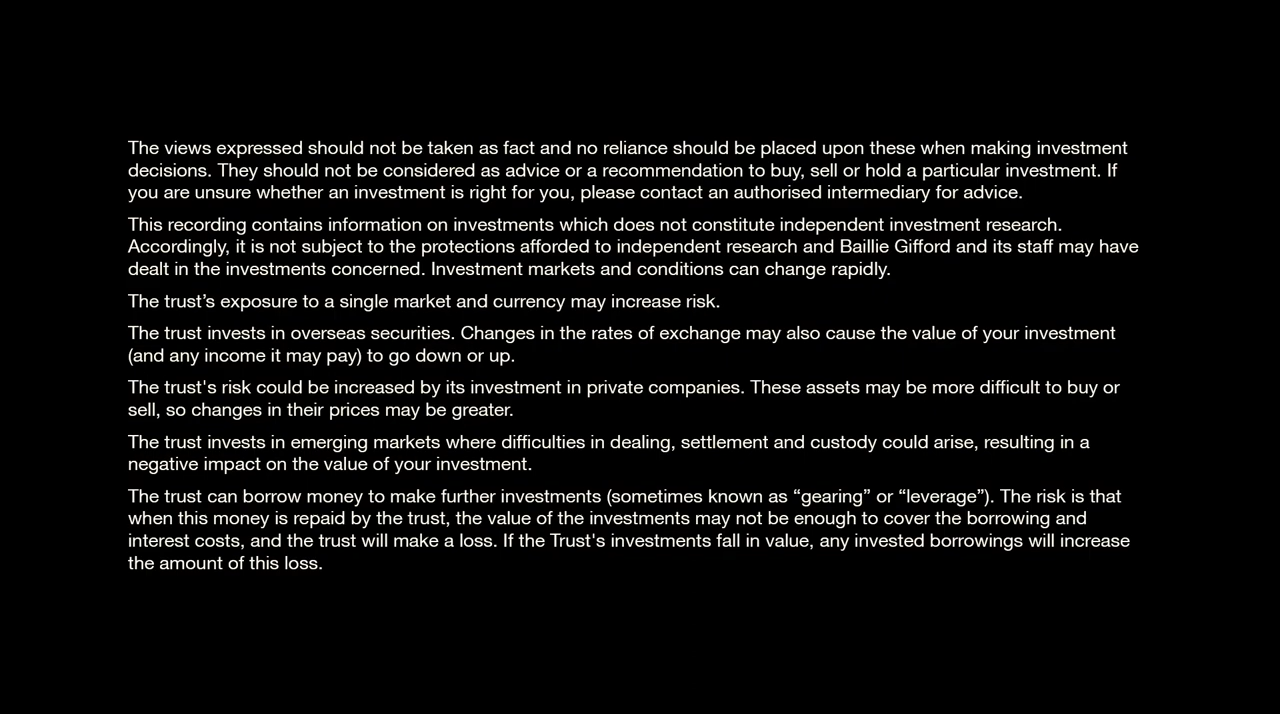 The views expressed should not be taken as fact and no reliance should be placed upon these when making investment
decisions. They should not be considered as advice or a recommendation to buy, sell or hold a particular investment. If
you are unsure whether an investment is right for you, please contact an authorised intermediary for advice.
This recording contains information on investments which does not constitute independent investment research.
Accordingly, it is not subject to the protections afforded to independent research and Baillie Gifford and its staff may have
dealt in the investments concerned. Investment markets and conditions can change rapidly.
The trust’s exposure to a single market and currency may increase risk.
The trust invests in overseas securities. Changes in the rates of exchange may also cause the value of your investment
(and any income it may pay) to go down or up.
The trust's risk could be increased by its investment in private companies. These assets may be more difficult to buy or
sell, so changes in their prices may be greater.
The trust invests in emerging markets where difficulties in dealing, settlement and custody could arise, resulting in a
negative impact on the value of your investment.
The trust can borrow money to make further investments (sometimes known as “gearing” or “leverage”). The risk is that
when this money is repaid by the trust, the value of the investments may not be enough to cover the borrowing and
interest costs, and the trust will make a loss. If the Trust's investments fall in value, any invested borrowings will increase
the amount of this loss.